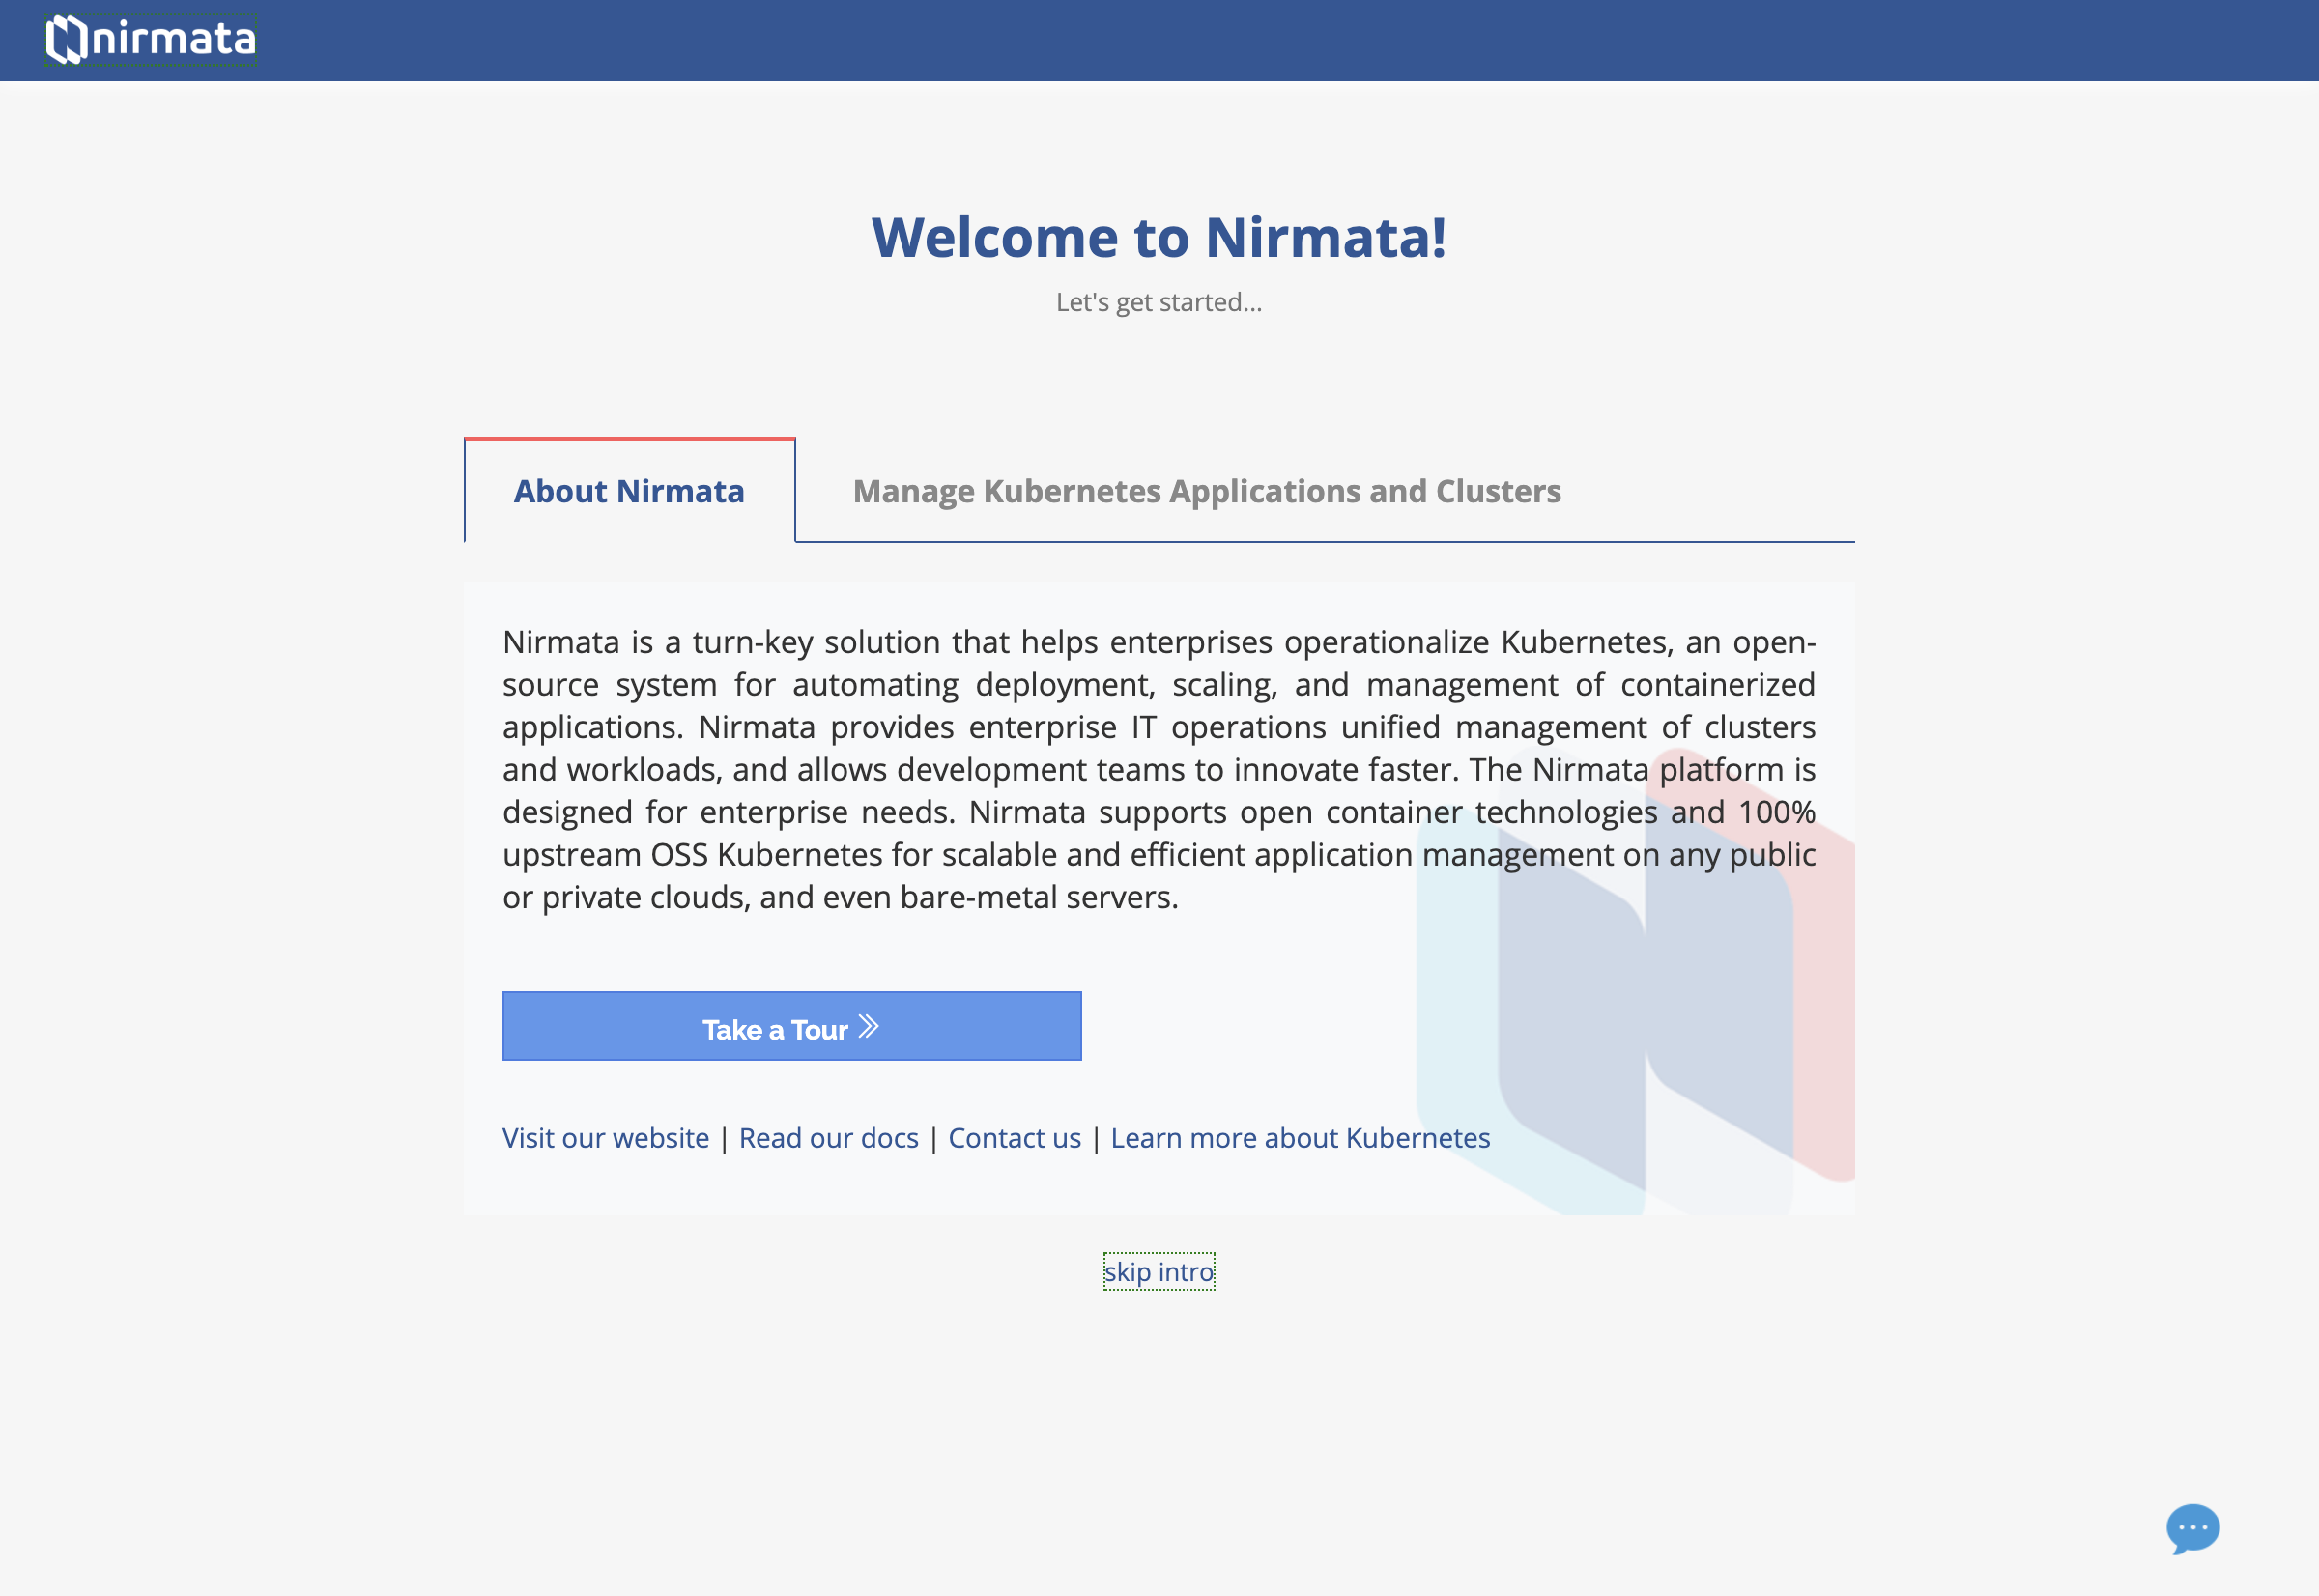 nirmata
Welcome to Nirmata!
Let's get started...
About Nirmata
Manage Kubernetes Applications and Clusters
Nirmata is a turn-key solution that helps enterprises operationalize Kubernetes, an open-
source system for automating deployment, scaling, and management of containerized
applications. Nirmata provides enterprise IT operations unified management of clusters
and workloads, and allows development teams to innovate faster. The Nirmata platform is
designed for enterprise needs. Nirmata supports open container technologies and 100%
upstream OSS Kubernetes for scalable and efficient application management on any public
or private clouds, and even bare-metal servers.
Take a Tour
Visit our website | Read our docs | Contact us | Learn more about Kubernetes
skip intro